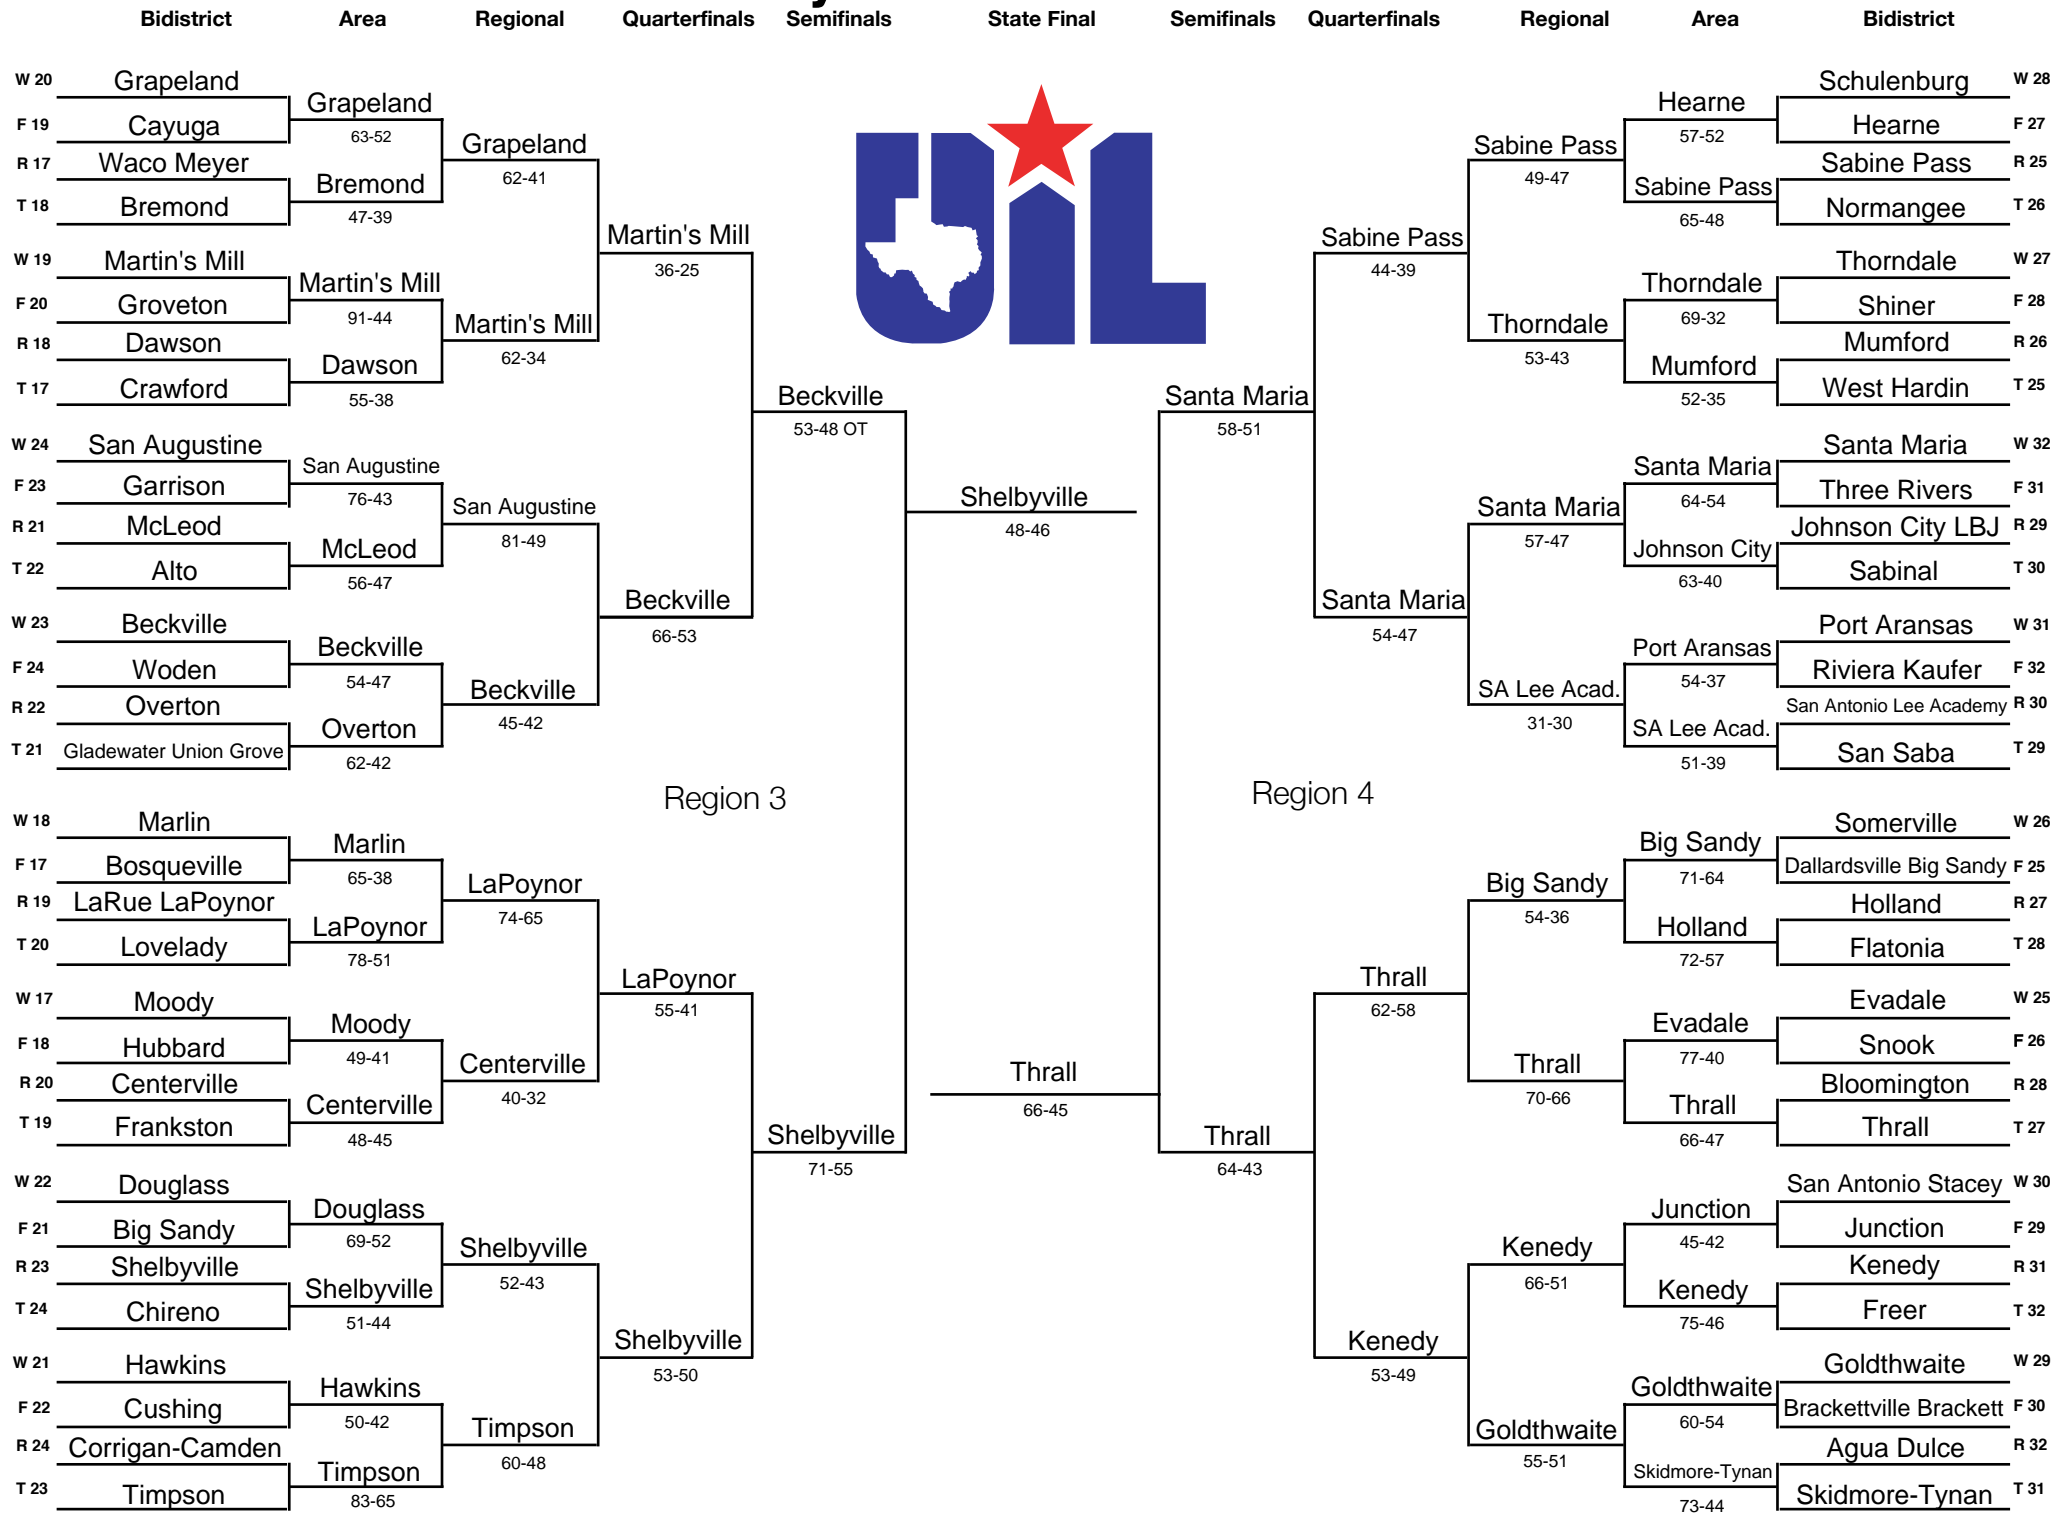 Bidistrict Area Regional Quarterfinals Semifinals State Final Semifinals Quarterfinals Regional Area Bidistrict
W 20 Grapeland
Grapeland
63-52
F 19 Cayuga
Grapeland
62-41
R 17 Waco Meyer
Bremond
47-39
T 18 Bremond
Martin's Mill
36-25
W 19 Martin's Mill
Martin's Mill
91-44
F 20 Groveton
Martin's Mill
62-34
R 18 Dawson
Dawson
55-38
T 17 Crawford
Beckville
53-48 OT
W 24 San Augustine
San Augustine
76-43
F 23 Garrison
San Augustine
81-49
R 21 McLeod
McLeod
56-47
T 22 Alto
Beckville
66-53
W 23 Beckville
Beckville
54-47
F 24 Woden
Beckville
45-42
R 22 Overton
Overton
62-42
T 21 Gladewater Union Grove
Region 3
W 18 Marlin
Marlin
65-38
F 17 Bosqueville
LaPoynor
74-65
R 19 LaRue LaPoynor
LaPoynor
78-51
T 20 Lovelady
LaPoynor
55-41
W 17 Moody
Moody
49-41
F 18 Hubbard
Centerville
40-32
R 20 Centerville
Centerville
48-45
T 19 Frankston
Shelbyville
71-55
W 22 Douglass
Douglass
69-52
F 21 Big Sandy
Shelbyville
52-43
R 23 Shelbyville
Shelbyville
51-44
T 24 Chireno
Shelbyville
53-50
W 21 Hawkins
Hawkins
50-42
F 22 Cushing
Timpson
60-48
R 24 Corrigan-Camden
Timpson
83-65
T 23 Timpson
UIL
Shelbyville
48-46
Thrall
66-45
Schulenburg W 28
Hearne
57-52
Hearne F 27
Sabine Pass
49-47
Sabine Pass R 25
Sabine Pass
65-48
Normangee T 26
Sabine Pass
44-39
Thorndale W 27
Thorndale
69-32
Shiner F 28
Thorndale
53-43
Mumford R 26
Mumford
52-35
West Hardin T 25
Santa Maria
58-51
Santa Maria W 32
Santa Maria
64-54
Three Rivers F 31
Santa Maria
57-47
Johnson City LBJ R 29
Johnson City
63-40
Sabinal T 30
Santa Maria
54-47
Port Aransas W 31
Port Aransas
54-37
Riviera Kaufer F 32
SA Lee Acad.
31-30
San Antonio Lee Academy R 30
SA Lee Acad.
51-39
San Saba T 29
Region 4
Somerville W 26
Big Sandy
71-64
Dallardsville Big Sandy F 25
Big Sandy
54-36
Holland R 27
Holland
72-57
Flatonia T 28
Thrall
62-58
Evadale W 25
Evadale
77-40
Snook F 26
Thrall
70-66
Bloomington R 28
Thrall
66-47
Thrall T 27
Thrall
64-43
San Antonio Stacey W 30
Junction
45-42
Junction F 29
Kenedy
66-51
Kenedy R 31
Kenedy
75-46
Freer T 32
Kenedy
53-49
Goldthwaite W 29
Goldthwaite
60-54
Brackettville Brackett F 30
Goldthwaite
55-51
Agua Dulce R 32
Skidmore-Tynan
73-44
Skidmore-Tynan T 31